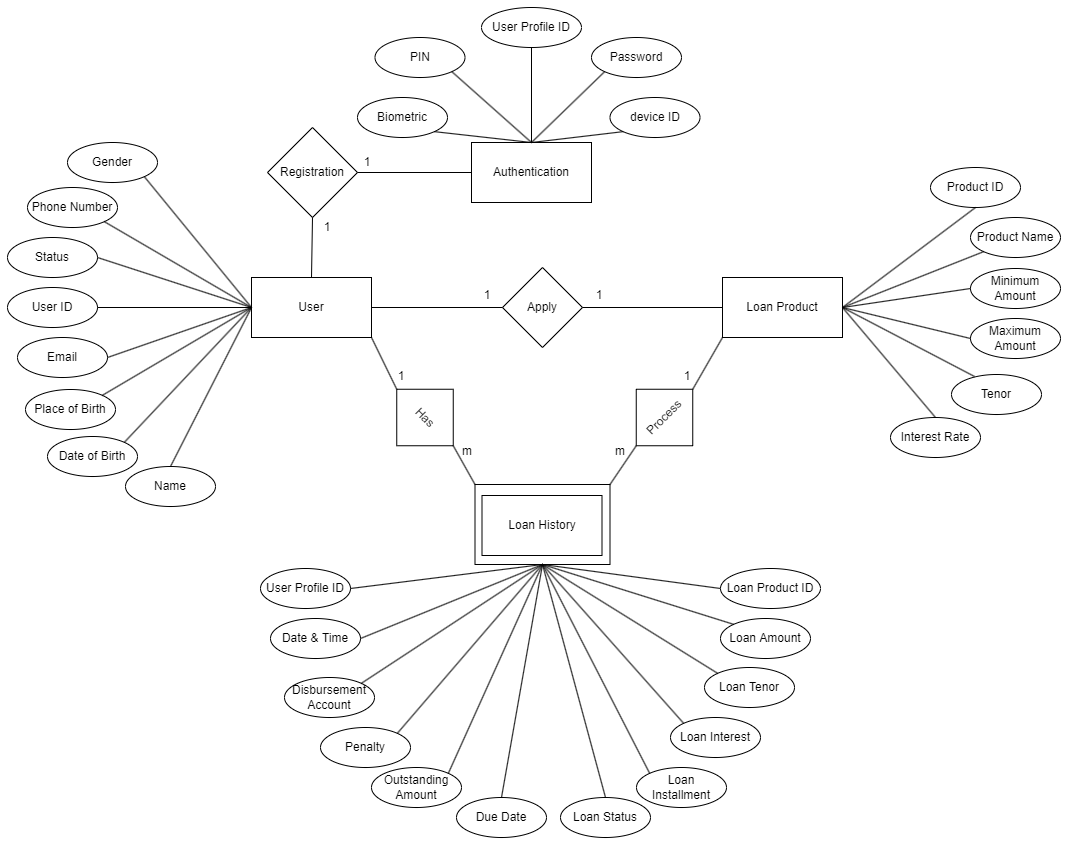 User Profile ID
PIN
Password
Biometric
device ID
Registration
1
Authentication
1
Gender
Phone Number
Status
User ID
Email
Place of Birth
Date of Birth
Name
User
1
Apply
1
Loan Product
Product ID
Product Name
Minimum
Amount
Maximum
Amount
Tenor
Interest Rate
1
Has
m
1
Process
m
Loan History
User Profile ID
Date & Time
Disbursement
Account
Penalty
Outstanding
Amount
Due Date
Loan Status
Loan
Installment
Loan Interest
Loan Tenor
Loan Amount
Loan Product ID